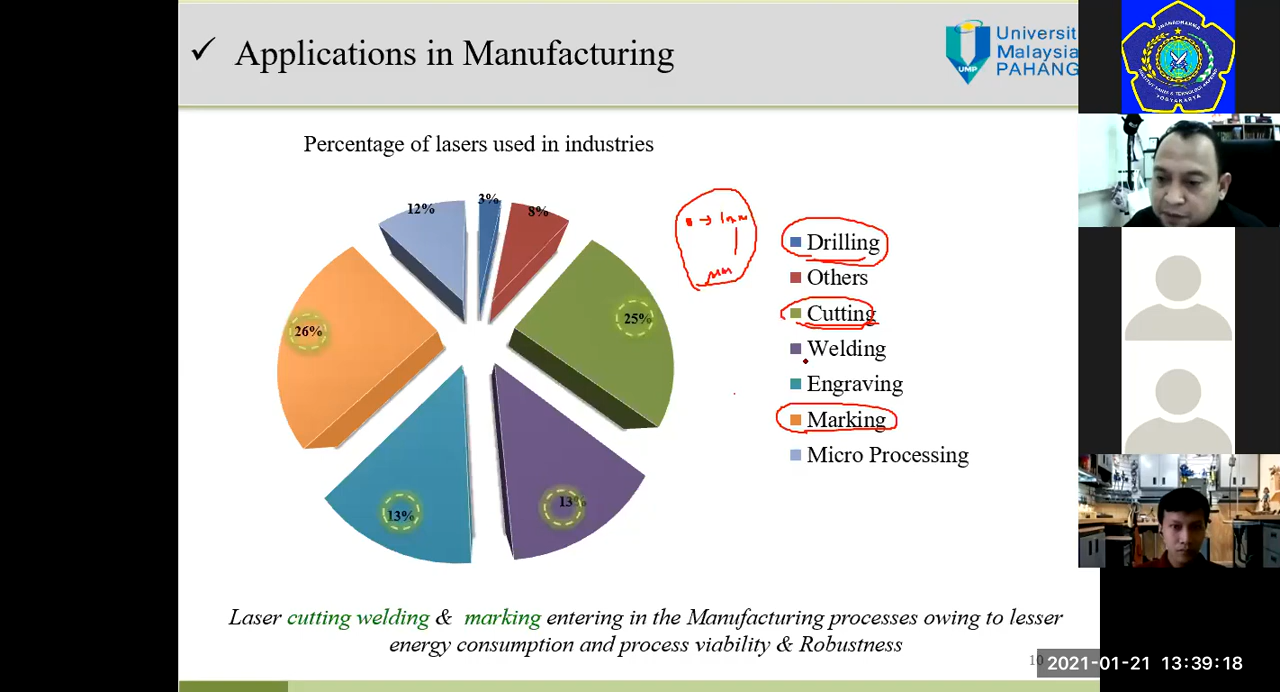 ✓ Applications in Manufacturing
Universiti
Malaysia
PAHANG
UMP
Percentage of lasers used in industries
12%
3%
8%
26%
25%
13%
13%
Drilling
Others
Cutting
Welding
Engraving
Marking
Micro Processing
Laser cutting welding & marking entering in the Manufacturing processes owing to lesser
energy consumption and process viability & Robustness
10
2021-01-21 13:39:18
YOGYAKARTA